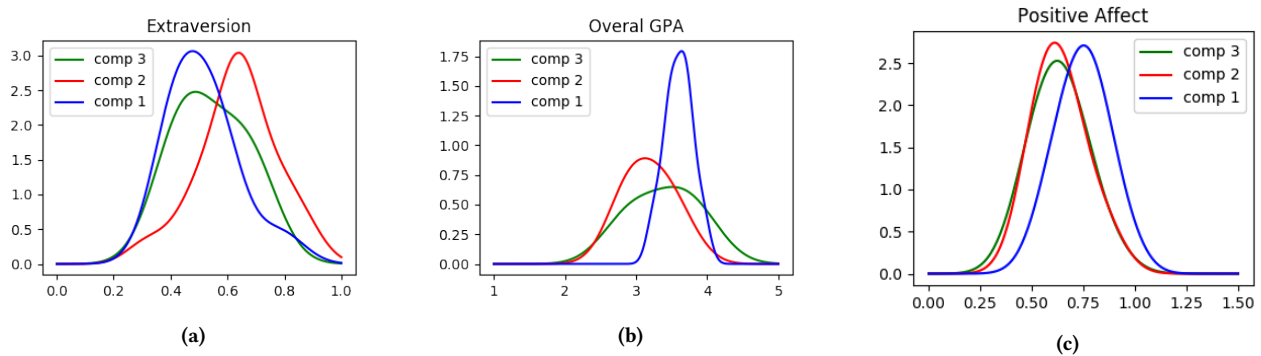 Extraversion
3.0
2.5
2.0
1.5
1.0
0.5
0.0
comp 3
comp 2
comp 1
0.0 0.2 0.4 0.6 0.8 1.0
(a)
Overal GPA
1.75
1.50
1.25
1.00
0.75
0.50
0.25
0.00
comp 3
comp 2
comp 1
1 2 3 4 5
(b)
Positive Affect
2.5
2.0
1.5
1.0
0.5
0.0
comp 3
comp 2
comp 1
0.00 0.25 0.50 0.75 1.00 1.25 1.50
(c)